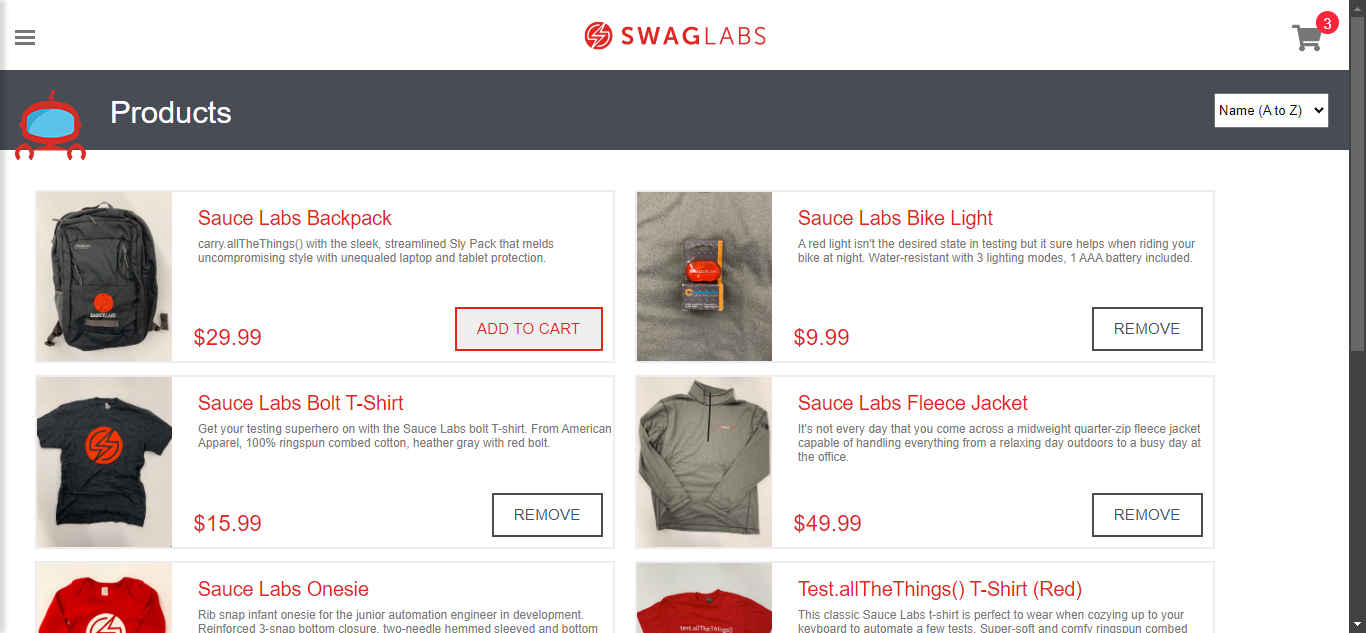 SWAGLABS
3
Products
Name (A to Z)
Sauce Labs Backpack
carry.allTheThings() with the sleek, streamlined Sly Pack that melds
uncompromising style with unequaled laptop and tablet protection.
$29.99
ADD TO CART
SAUCELABS
Sauce Labs Bike Light
A red light isn't the desired state in testing but it sure helps when riding your
bike at night. Water-resistant with 3 lighting modes, 1 AAA battery included.
$9.99
REMOVE
Sauce Labs Bolt T-Shirt
Get your testing superhero on with the Sauce Labs bolt T-shirt. From American
Apparel, 100% ringspun combed cotton, heather gray with red bolt.
$15.99
REMOVE
Sauce Labs Fleece Jacket
It's not every day that you come across a midweight quarter-zip fleece jacket
capable of handling everything from a relaxing day outdoors to a busy day at
the office.
$49.99
REMOVE
Sauce Labs Onesie
Rib snap infant onesie for the junior automation engineer in development.
Reinforced 3-snap bottom closure, two-needle hemmed sleeved and bottom
Test.allTheThings() T-Shirt (Red)
This classic Sauce Labs t-shirt is perfect to wear when cozying up to your
keyboard to automate a few tests. Super-soft and comfy ringspun combed
test.allTheThings()